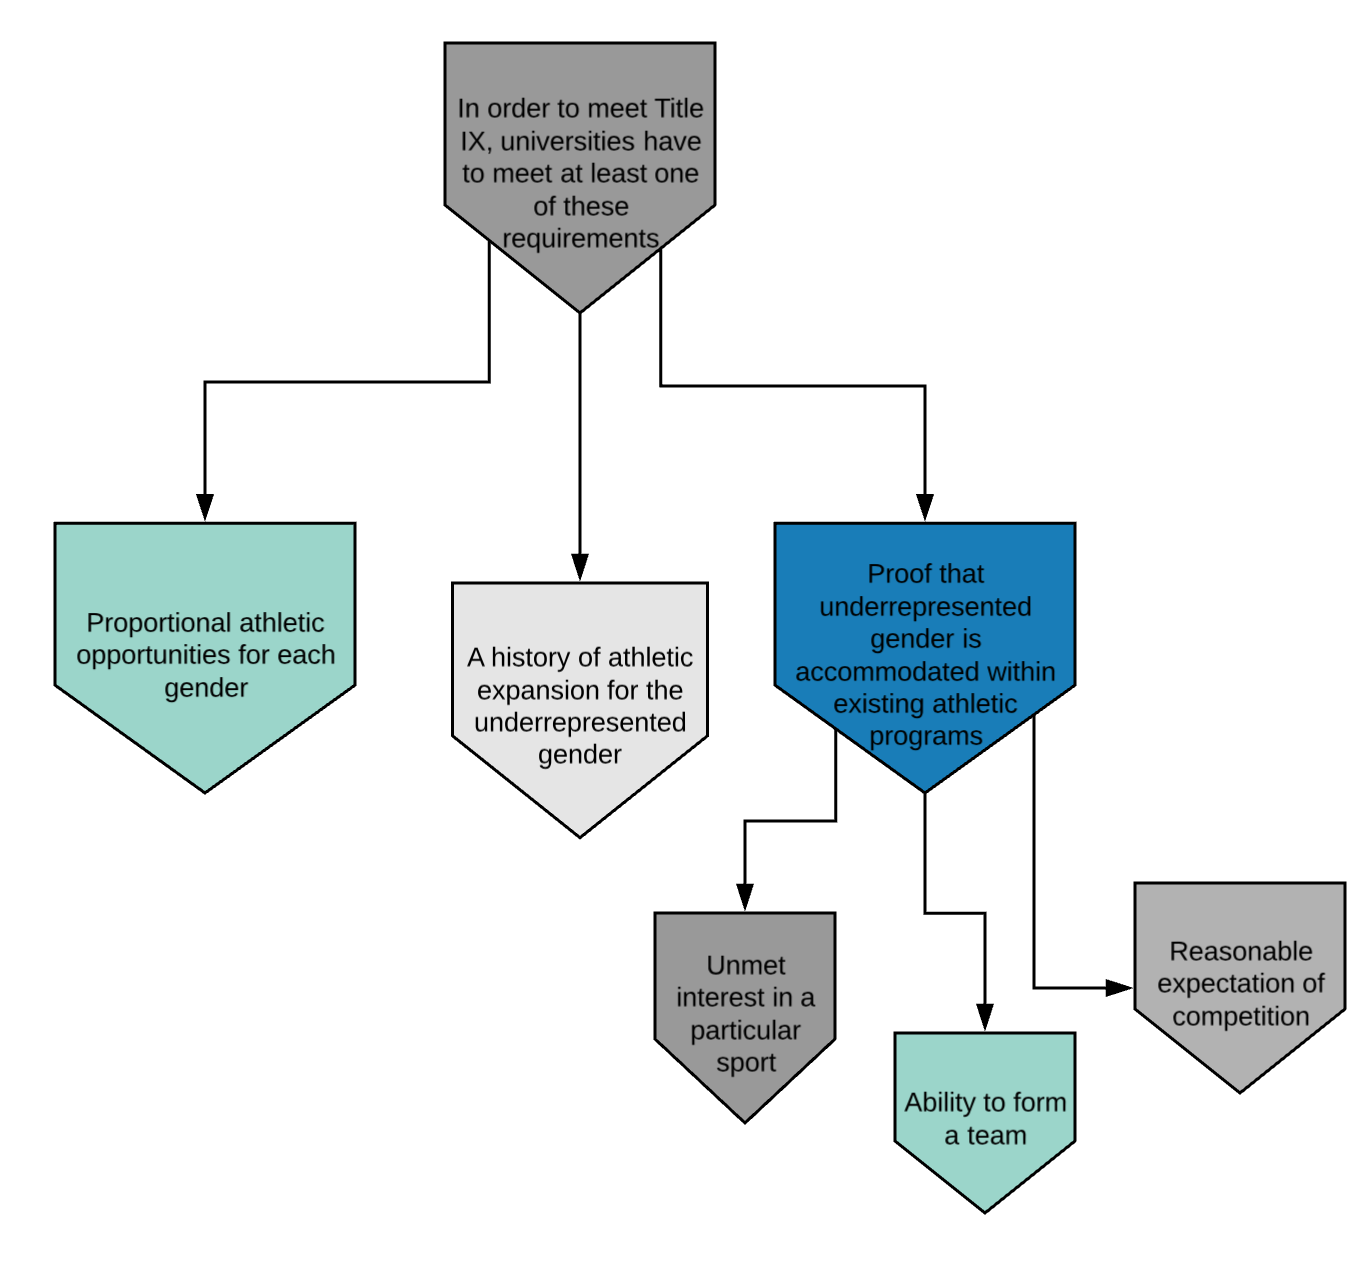 In order to meet Title
IX, universities have
to meet at least one
of these
requirements
Proportional athletic
opportunities for each
gender
A history of athletic
expansion for the
underrepresented
gender
Proof that
underrepresented
gender is
accommodated within
existing athletic
programs
Unmet
interest in a
particular
sport
Ability to form
a team
Reasonable
expectation of
competition